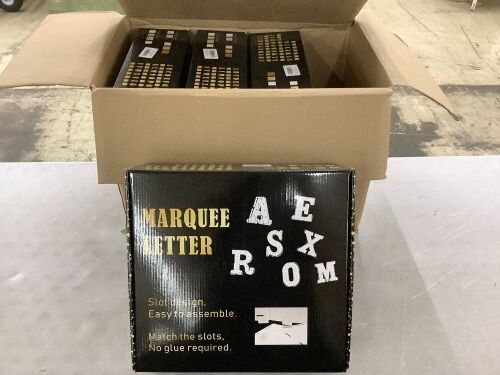 MARQUEE
LETTER
A E
S X
R O M
Slot design,
Easy to assemble.
Match the slots,
No glue required.